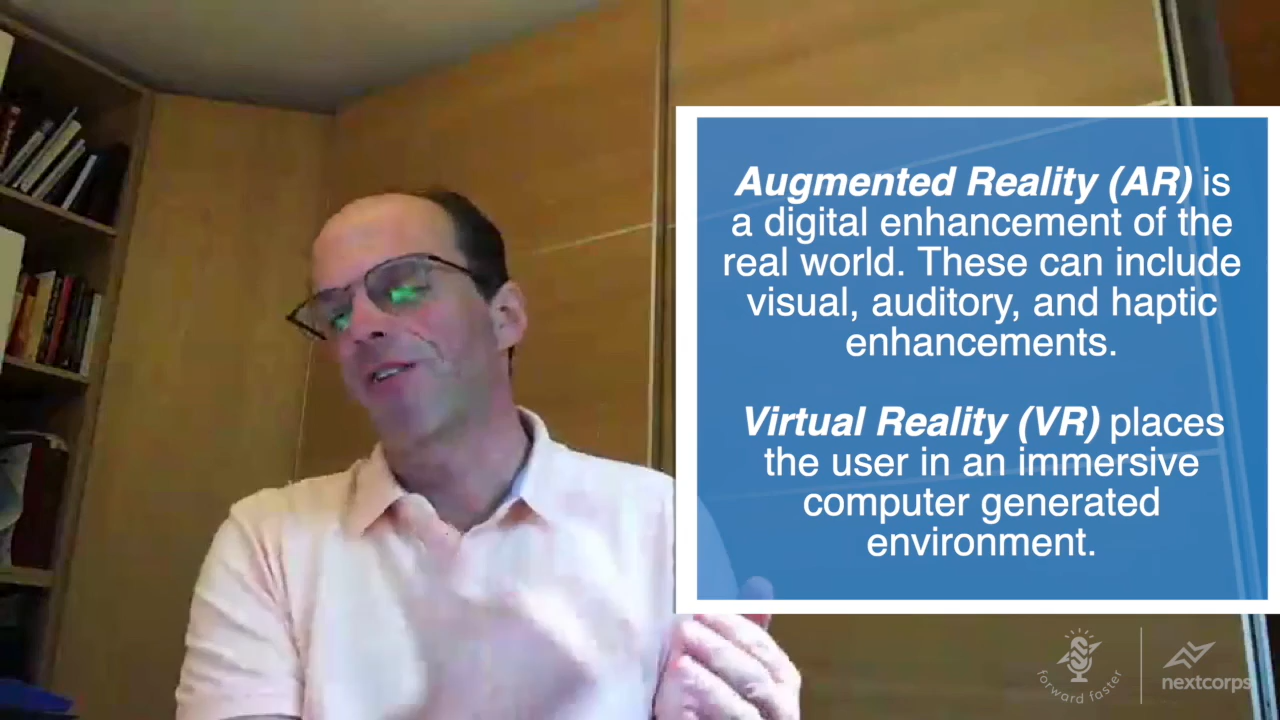 Augmented Reality (AR) is
a digital enhancement of the
real world. These can include
visual, auditory, and haptic
enhancements.
Virtual Reality (VR) places
the user in an immersive
computer generated
environment.
forward faster
nextcorps